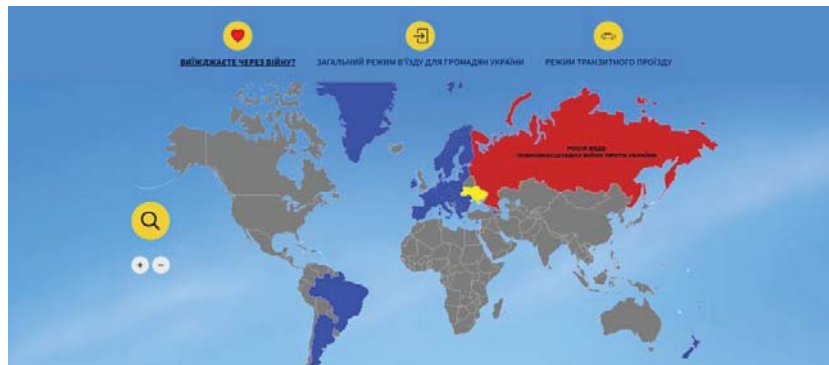 ВИЇЖДЖАЄТЕ ЧЕРЕЗ ВІЙНУ?
ЗАГАЛЬНИЙ РЕЖИМ В'ЇЗДУ ДЛЯ ГРОМАДЯН УКРАЇНИ
РЕЖИМ ТРАНЗИТНОГО ПРОЇЗДУ
РОСІЯ ВЕДЕ
ПОВНОМАСШТАБНУ ВІЙНУ ПРОТИ УКРАЇНИ